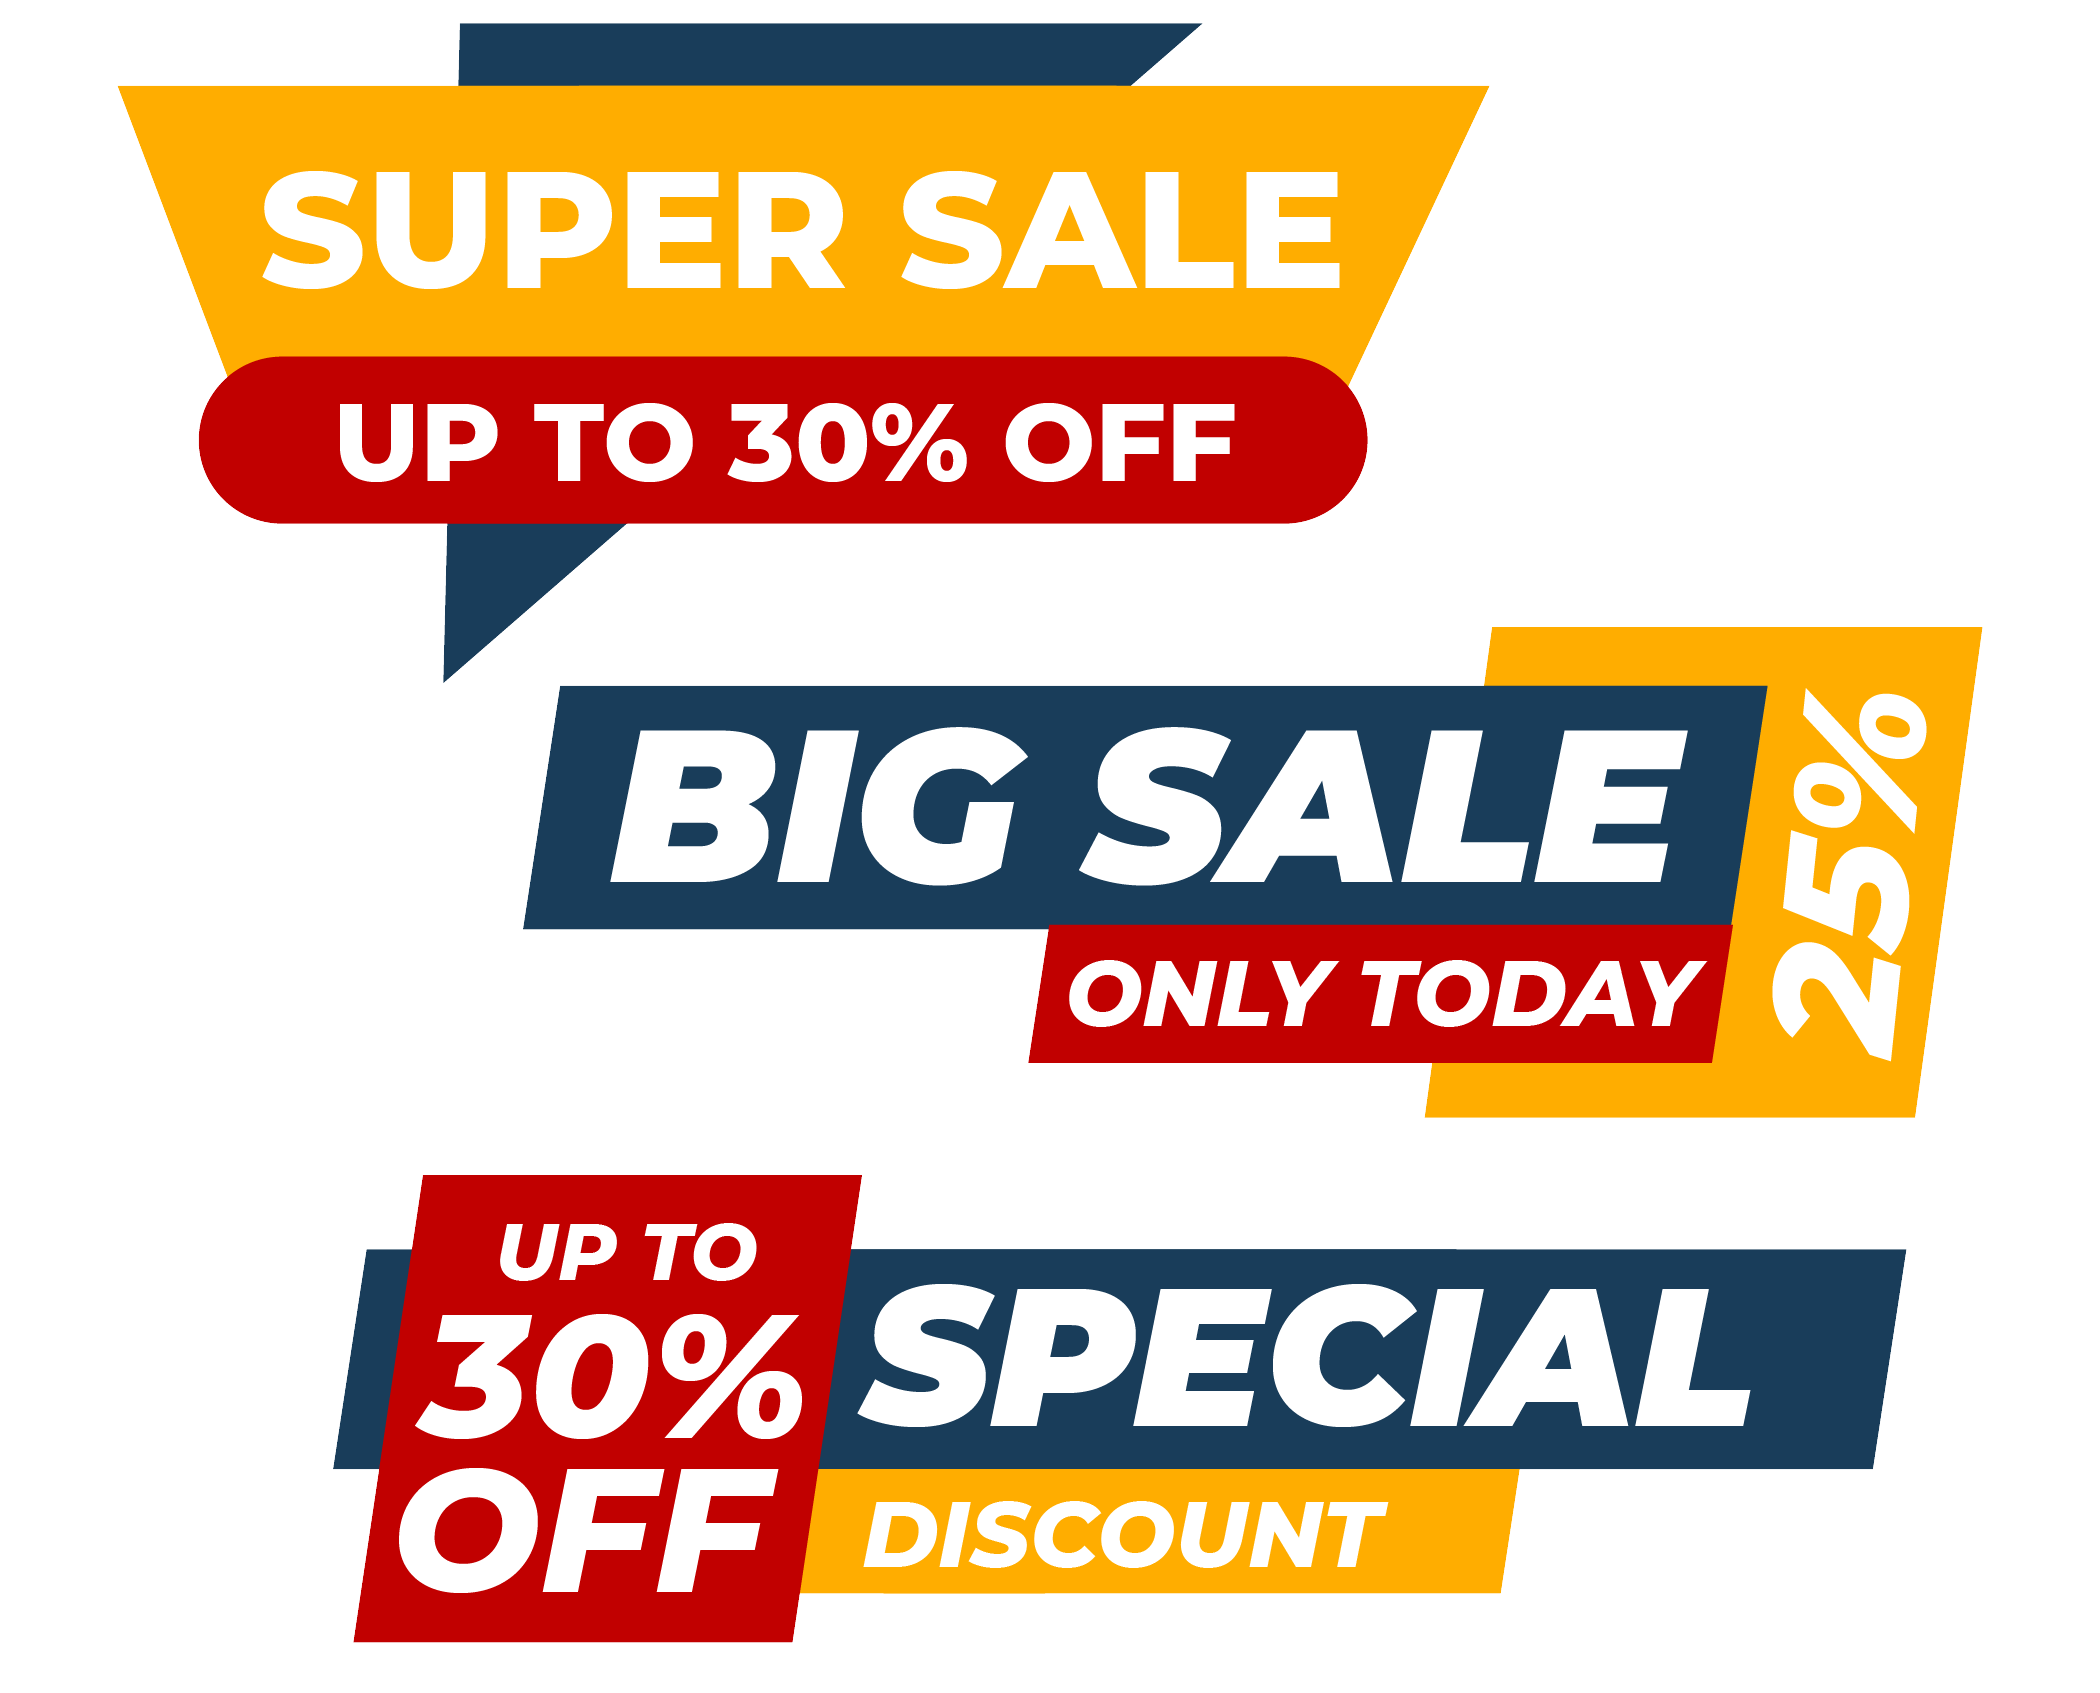 SUPER SALE
UP TO 30% OFF
BIG SALE
25%
ONLY TODAY
UP TO
30%
OFF
SPECIAL
DISCOUNT